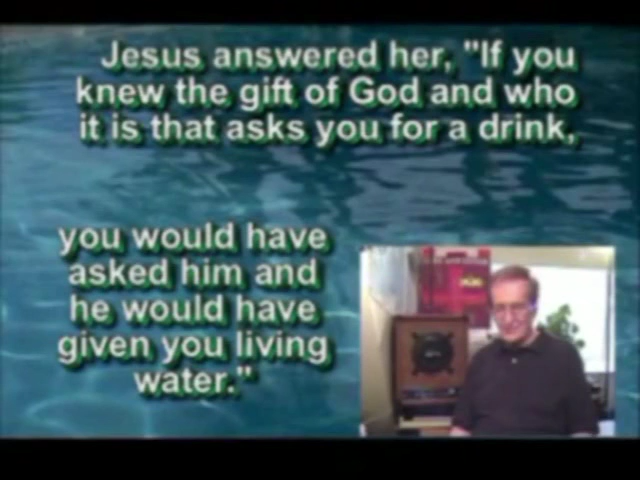 Jesus answered her, "If you
knew the gift of God and who
it is that asks you for a drink,
you would have
asked him and
he would have
given you living
water."